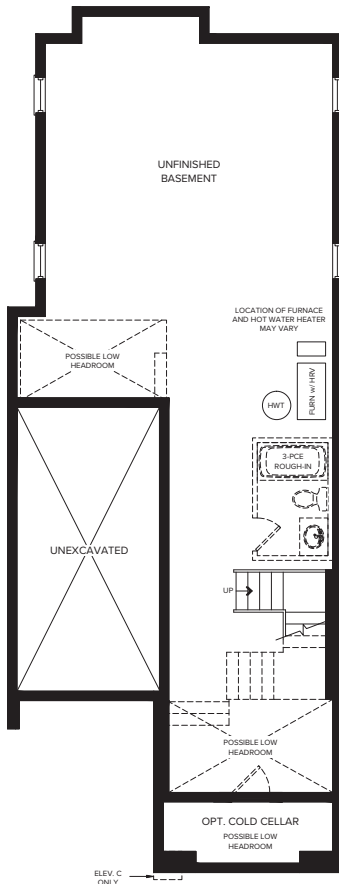 UNFINISHED
BASEMENT
LOCATION OF FURNACE
AND HOT WATER HEATER
MAY VARY
POSSIBLE LOW
HEADROOM
FURN w/ HRV
HWT
3-PCE
ROUGH-IN
UNEXCAVATED
UP
POSSIBLE LOW
HEADROOM
OPT. COLD CELLAR
POSSIBLE LOW
HEADROOM
ELEV. C
ONLY